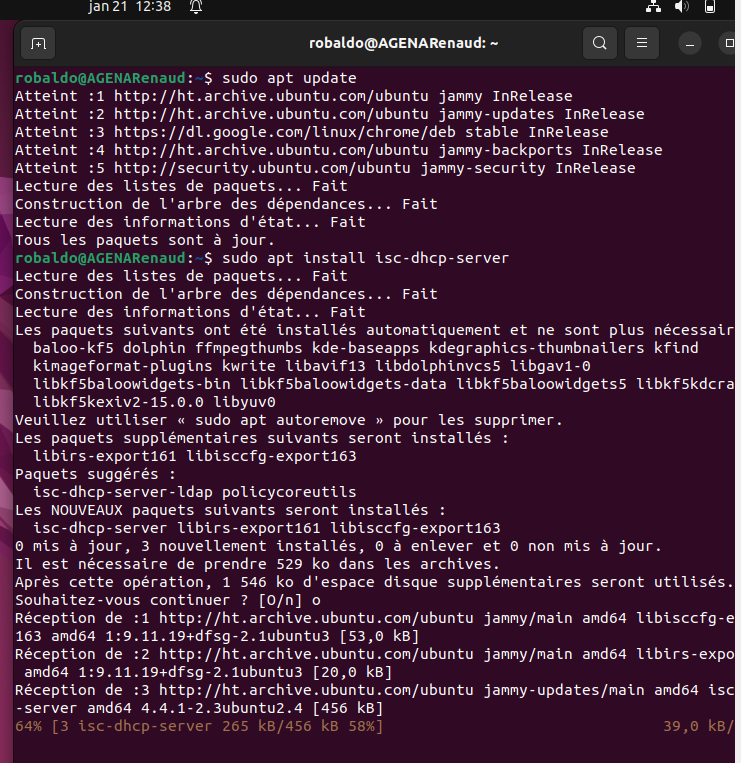 jan 21 12:38
robaldo@AGENARenaud: ~
robaldo@AGENARenaud:~$ sudo apt update
Atteint :1 http://ht.archive.ubuntu.com/ubuntu jammy InRelease
Atteint :2 http://ht.archive.ubuntu.com/ubuntu jammy-updates InRelease
Atteint :3 https://dl.google.com/linux/chrome/deb stable InRelease
Atteint :4 http://ht.archive.ubuntu.com/ubuntu jammy-backports InRelease
Atteint :5 http://security.ubuntu.com/ubuntu jammy-security InRelease
Lecture des listes de paquets... Fait
Construction de l'arbre des dépendances... Fait
Lecture des informations d'état... Fait
Tous les paquets sont à jour.
robaldo@AGENARenaud:~$ sudo apt install isc-dhcp-server
Lecture des listes de paquets... Fait
Construction de l'arbre des dépendances... Fait
Lecture des informations d'état... Fait
Les paquets suivants ont été installés automatiquement et ne sont plus nécessair
baloo-kf5 dolphin ffmpegthumbs kde-baseapps kdegraphics-thumbnailers kfind
kimageformat-plugins kwrite libavif13 libdolphinvcs5 libgav1-0
libkf5baloowidgets-bin libkf5baloowidgets-data libkf5baloowidgets5 libkf5kdcra
libkf5kexiv2-15.0.0 libyuv0
Veuillez utiliser « sudo apt autoremove » pour les supprimer.
Les paquets supplémentaires suivants seront installés :
libirs-export161 libisccfg-export163
Paquets suggérés :
isc-dhcp-server-ldap policycoreutils
Les NOUVEAUX paquets suivants seront installés :
isc-dhcp-server libirs-export161 libisccfg-export163
0 mis à jour, 3 nouvellement installés, 0 à enlever et 0 non mis à jour.
Il est nécessaire de prendre 529 ko dans les archives.
Après cette opération, 1 546 ko d'espace disque supplémentaires seront utilisés.
Souhaitez-vous continuer ? [O/n] o
Réception de :1 http://ht.archive.ubuntu.com/ubuntu jammy/main amd64 libisccfg-e
163 amd64 1:9.11.19+dfsg-2.1ubuntu3 [53,0 kB]
Réception de :2 http://ht.archive.ubuntu.com/ubuntu jammy/main amd64 libirs-expo
amd64 1:9.11.19+dfsg-2.1ubuntu3 [20,0 kB]
Réception de :3 http://ht.archive.ubuntu.com/ubuntu jammy-updates/main amd64 isc
-server amd64 4.4.1-2.3ubuntu2.4 [456 kB]
64% [3 isc-dhcp-server 265 kB/456 kB 58%] 39,0 kB/